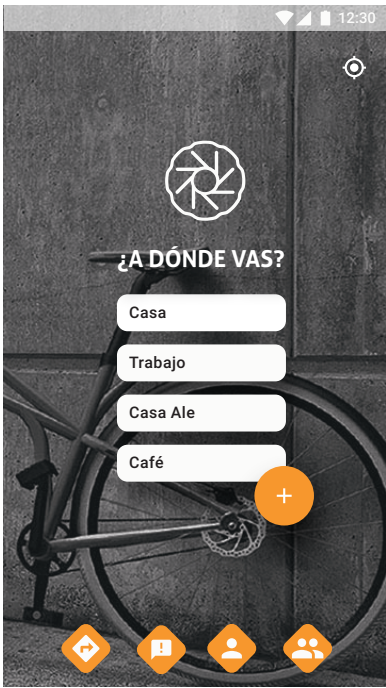 12:30
¿A DÓNDE VAS?
Casa
Trabajo
Casa Ale
Café